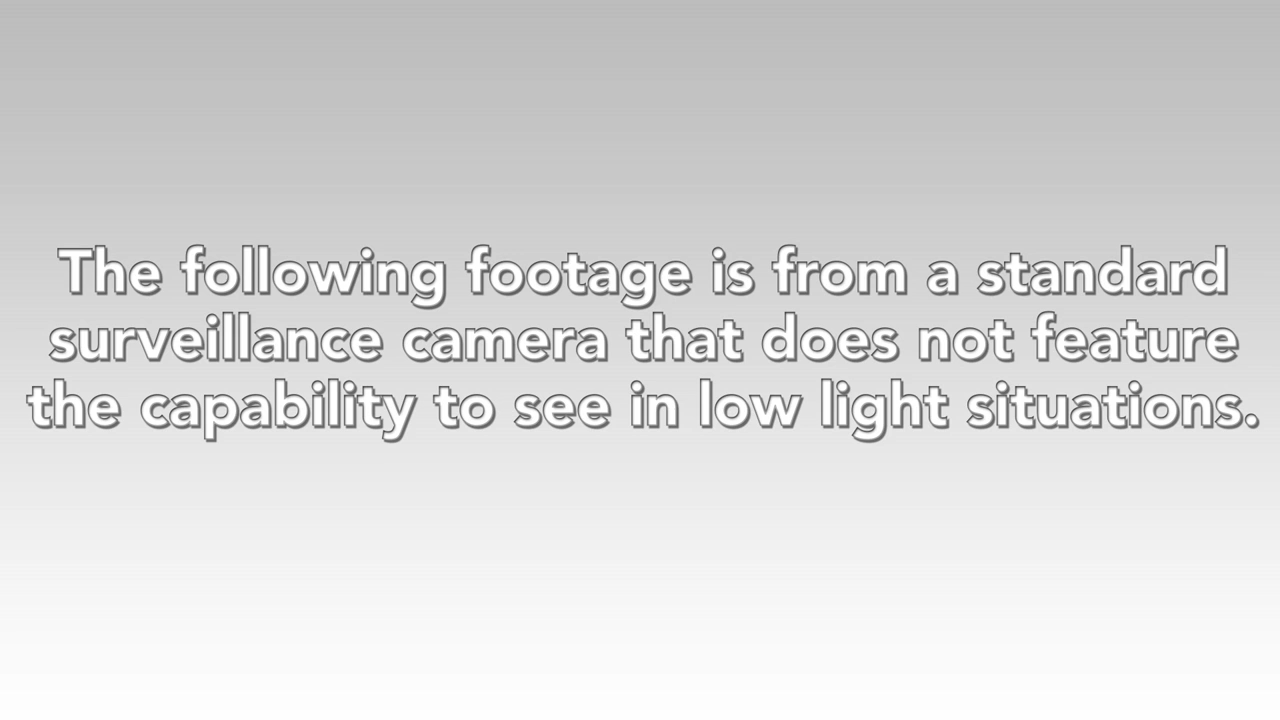 The following footage is from a standard
surveillance camera that does not feature
the capability to see in low light situations.